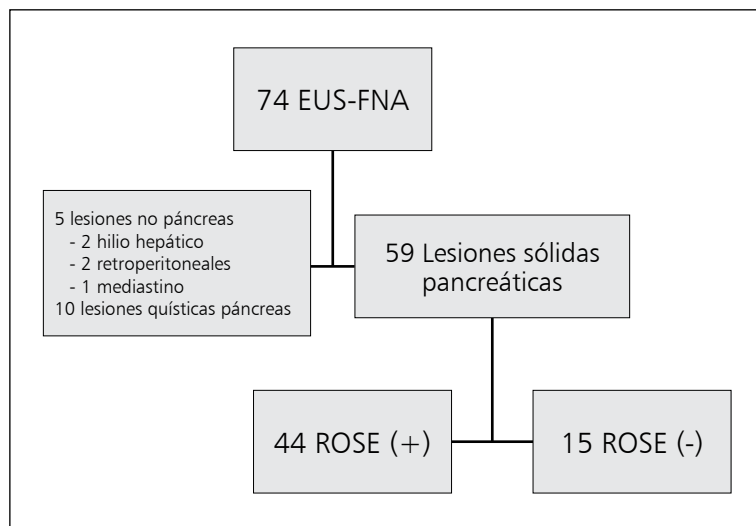 74 EUS-FNA
5 lesiones no páncreas
- 2 hilio hepático
- 2 retroperitoneales
- 1 mediastino
10 lesiones quísticas páncreas
59 Lesiones sólidas
pancreáticas
44 ROSE (+)
15 ROSE (-)